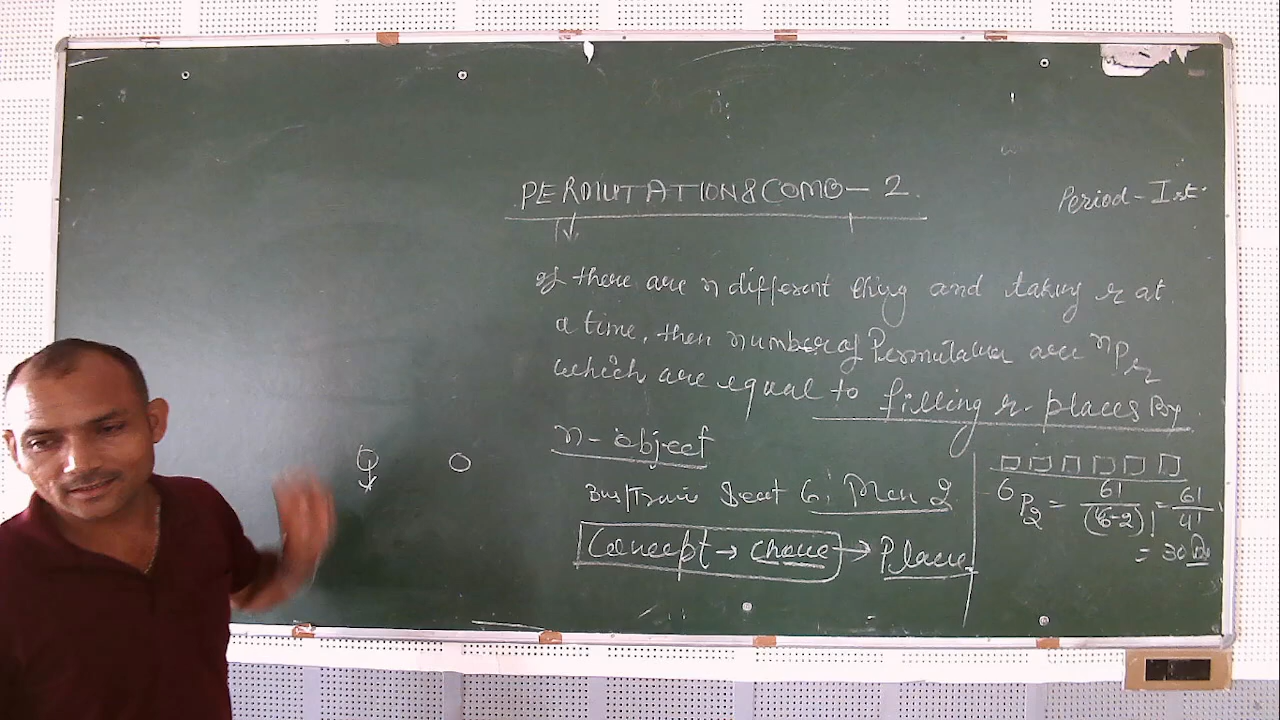 PERMUTATION & COMB - 2
Period - Ist
If there are n different thing and taking r at
a time, then number of Permutation are nPr
which are equal to filling r places By
n - object
Bus/Train Seat 6, Men 2
Concept → choice → Place
6P2 = 6!/(6-2)! = 6!/4!
= 30